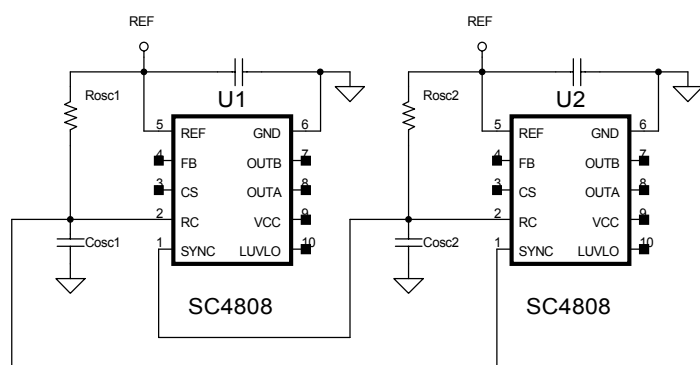 REF REF
Rosc1 U1 Rosc2 U2
5 REF GND 6 5 REF GND 6
4 FB OUTB 7 4 FB OUTB 7
3 CS OUTA 8 3 CS OUTA 8
2 RC VCC 9 2 RC VCC 9
Cosc1 1 SYNC LUVLO 10 Cosc2 1 SYNC LUVLO 10
SC4808 SC4808